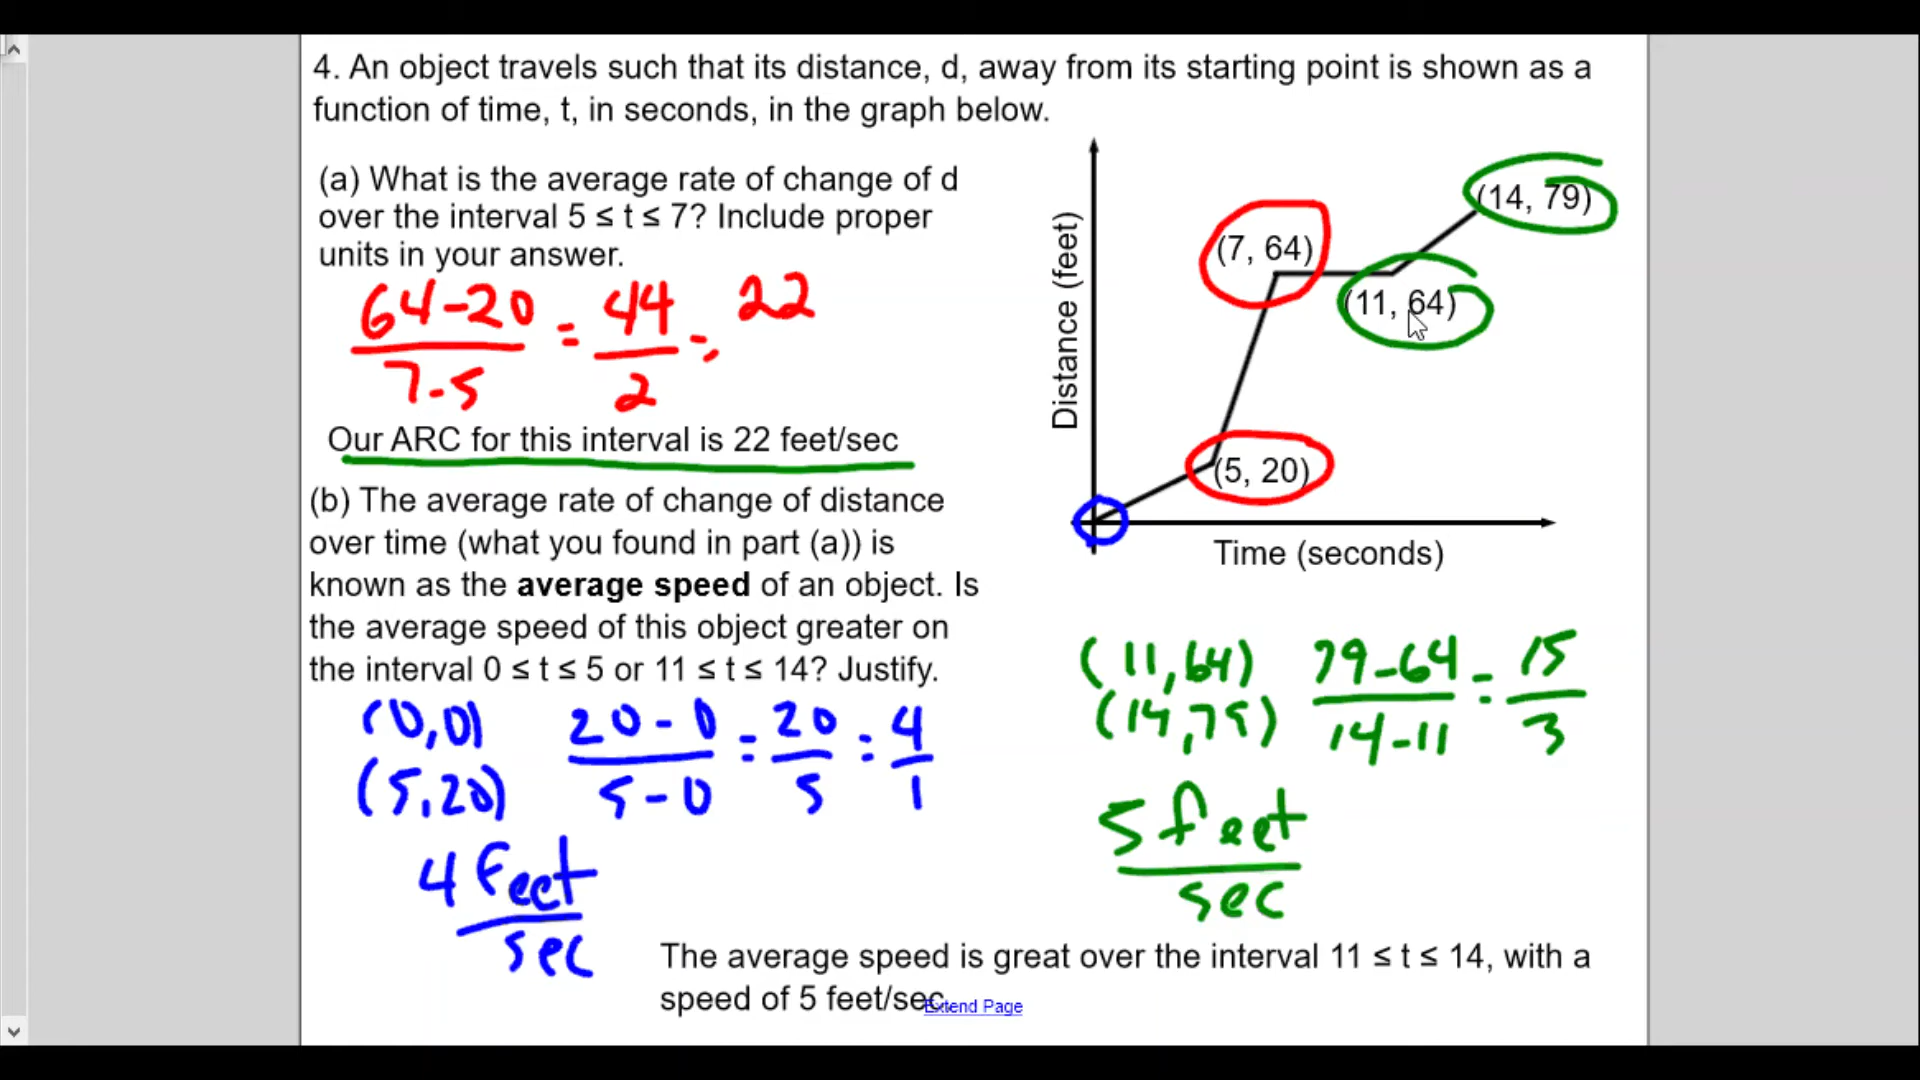 4. An object travels such that its distance, d, away from its starting point is shown as a
function of time, t, in seconds, in the graph below.
(a) What is the average rate of change of d
over the interval 5 ≤ t ≤ 7? Include proper
units in your answer.
64-20 = 44 = 22
7-5 2
Our ARC for this interval is 22 feet/sec
(b) The average rate of change of distance
over time (what you found in part (a)) is
known as the average speed of an object. Is
the average speed of this object greater on
the interval 0 ≤ t ≤ 5 or 11 ≤ t ≤ 14? Justify.
(0,0) 20-0 = 20 = 4
(5,20) 5-0 5 1
4 feet
sec
Distance (feet)
(14, 79)
(7, 64)
(11, 64)
(5, 20)
Time (seconds)
(11,64) 79-64 = 15
(14,79) 14-11 3
5 feet
sec
The average speed is great over the interval 11 ≤ t ≤ 14, with a
speed of 5 feet/sec.
Extend Page